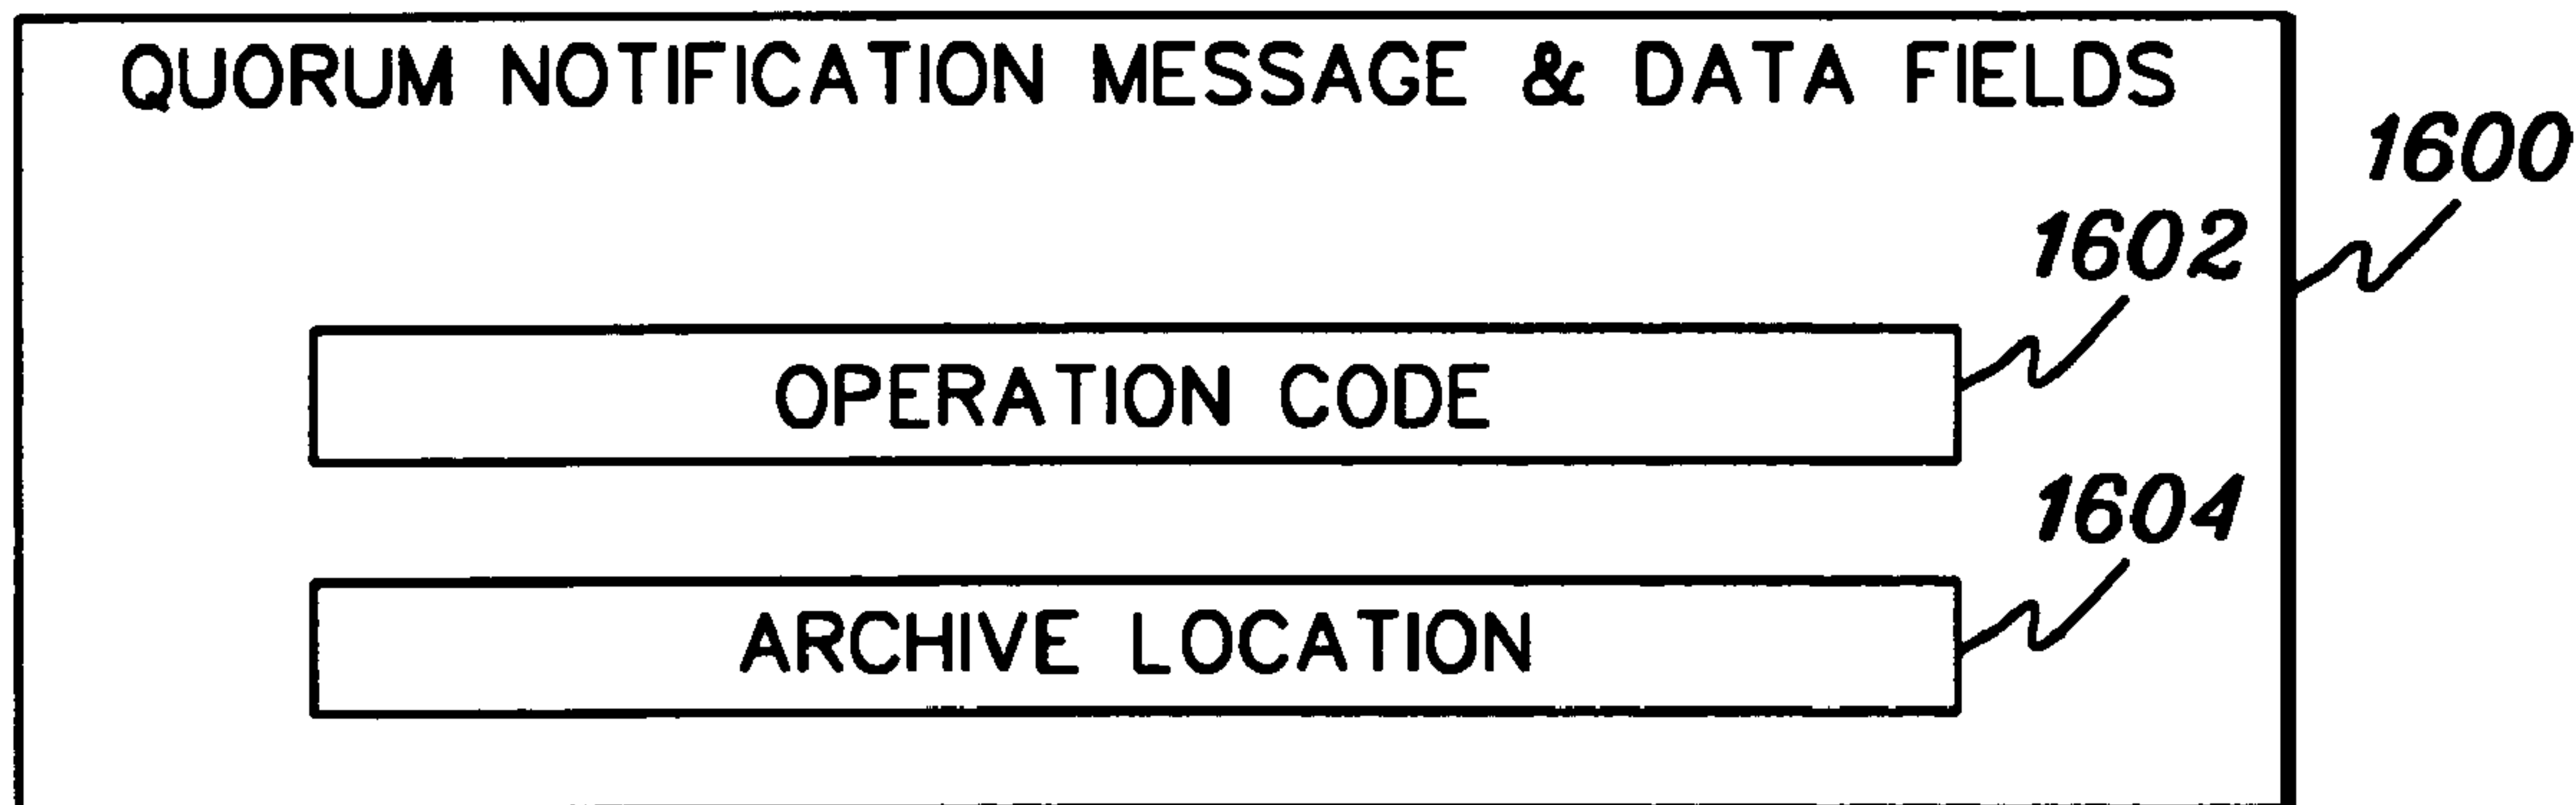 QUORUM NOTIFICATION MESSAGE & DATA FIELDS
1600
1602
OPERATION CODE
1604
ARCHIVE LOCATION